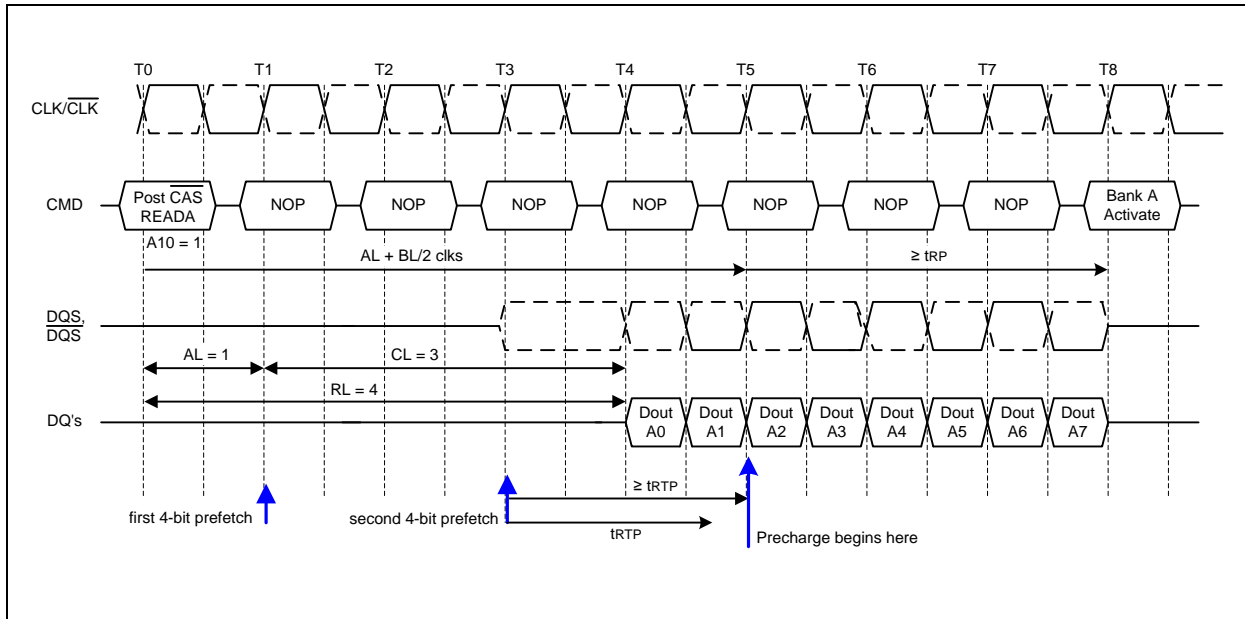 T0 T1 T2 T3 T4 T5 T6 T7 T8
CLK/CLK
CMD
Post CAS
READA
NOP NOP NOP NOP NOP NOP NOP
Bank A
Activate
A10 = 1
AL + BL/2 clks
≥ tRP
DQS,
DQS
AL = 1
CL = 3
RL = 4
DQ's
Dout
A0
Dout
A1
Dout
A2
Dout
A3
Dout
A4
Dout
A5
Dout
A6
Dout
A7
≥ tRTP
first 4-bit prefetch
second 4-bit prefetch
tRTP
Precharge begins here